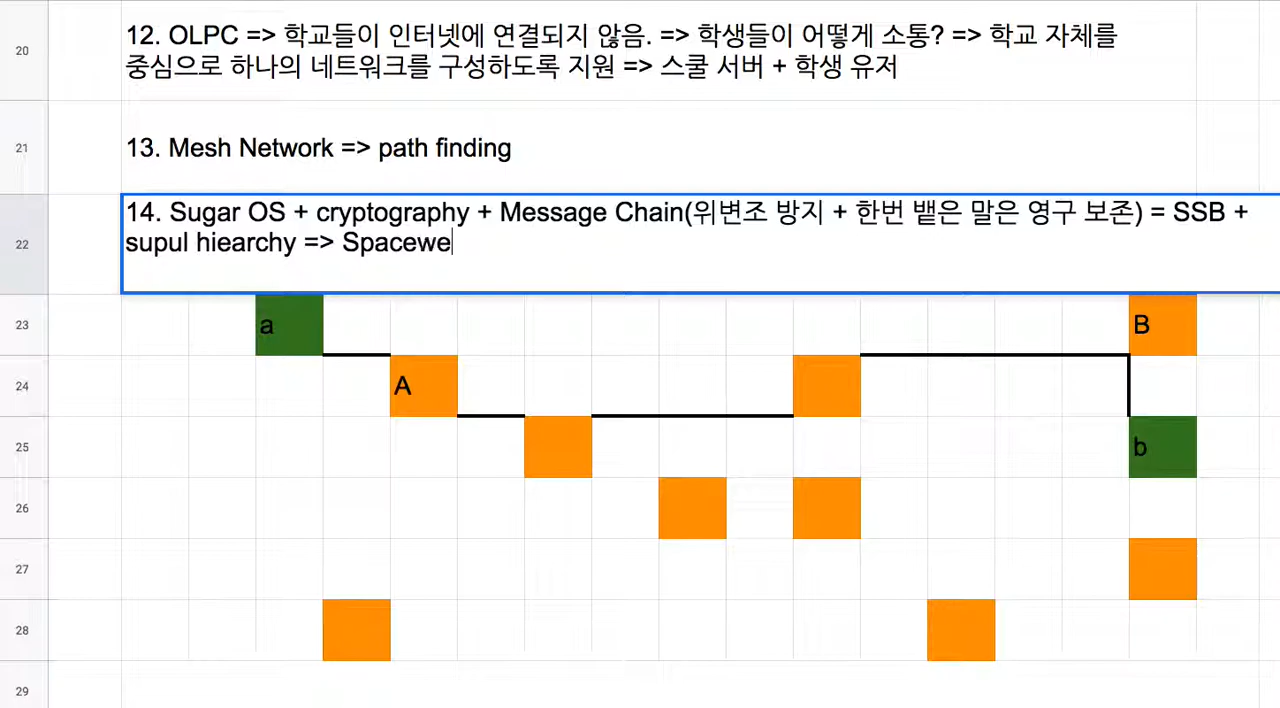 20
12. OLPC => 학교들이 인터넷에 연결되지 않음. => 학생들이 어떻게 소통? => 학교 자체를
중심으로 하나의 네트워크를 구성하도록 지원 => 스쿨 서버 + 학생 유저
21
13. Mesh Network => path finding
22
14. Sugar OS + cryptography + Message Chain(위변조 방지 + 한번 뱉은 말은 영구 보존) = SSB +
supul hiearchy => Spacewe
23
a
B
24
A
25
b
26
27
28
29